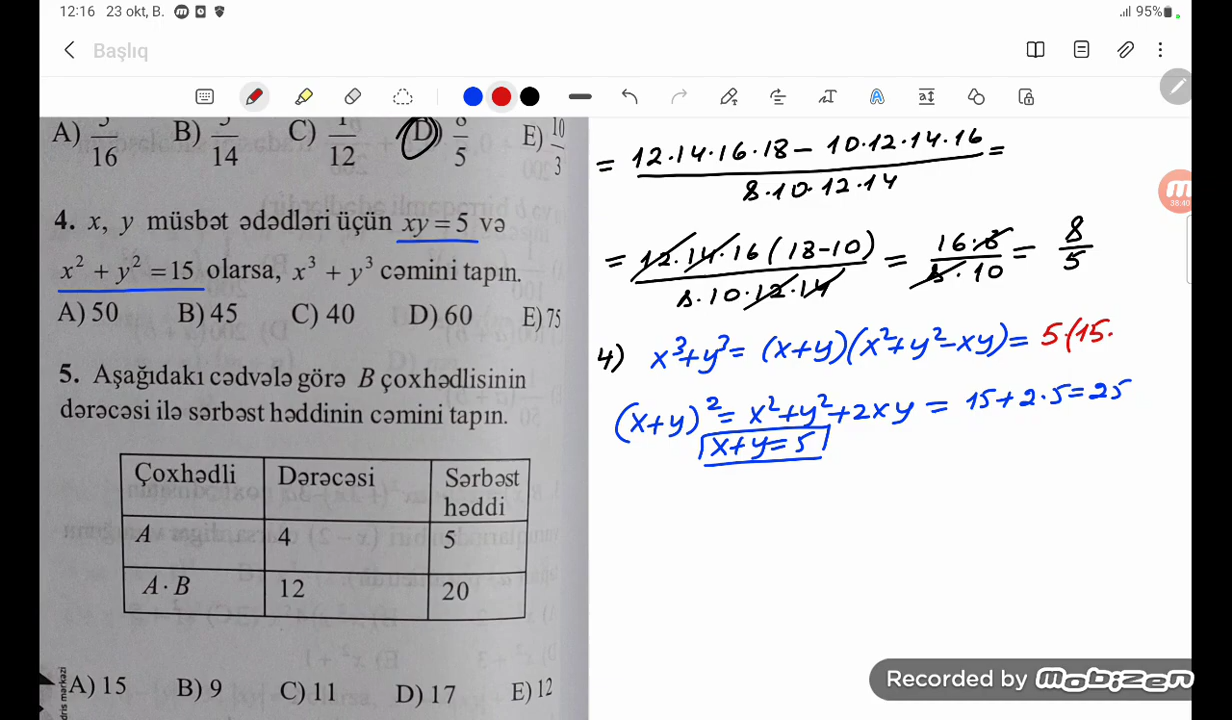 12:16 23 okt, B. 95%
Başlıq
A) 5/16 B) 5/14 C) 1/12 D) 8/5 E) 10/3
4. x, y müsbət ədədləri üçün xy = 5 və
x² + y² = 15 olarsa, x³ + y³ cəmini tapın.
A) 50 B) 45 C) 40 D) 60 E) 75
5. Aşağıdakı cədvələ görə B çoxhədlisinin
dərəcəsi ilə sərbəst həddinin cəmini tapın.
Çoxhədli Dərəcəsi Sərbəst
həddi
A 4 5
A · B 12 20
A) 15 B) 9 C) 11 D) 17 E) 12
= (12·14·16·18 − 10·12·14·16)/(8·10·12·14) =
= (12·14·16(18−10))/(8·10·12·14) = (16·8)/(8·10) = 8/5
4) x³+y³= (x+y)(x²+y²−xy)= 5·(15·
(x+y)² = x²+y²+2xy = 15+2·5=25
x+y=5
38:40
Recorded by mobizen